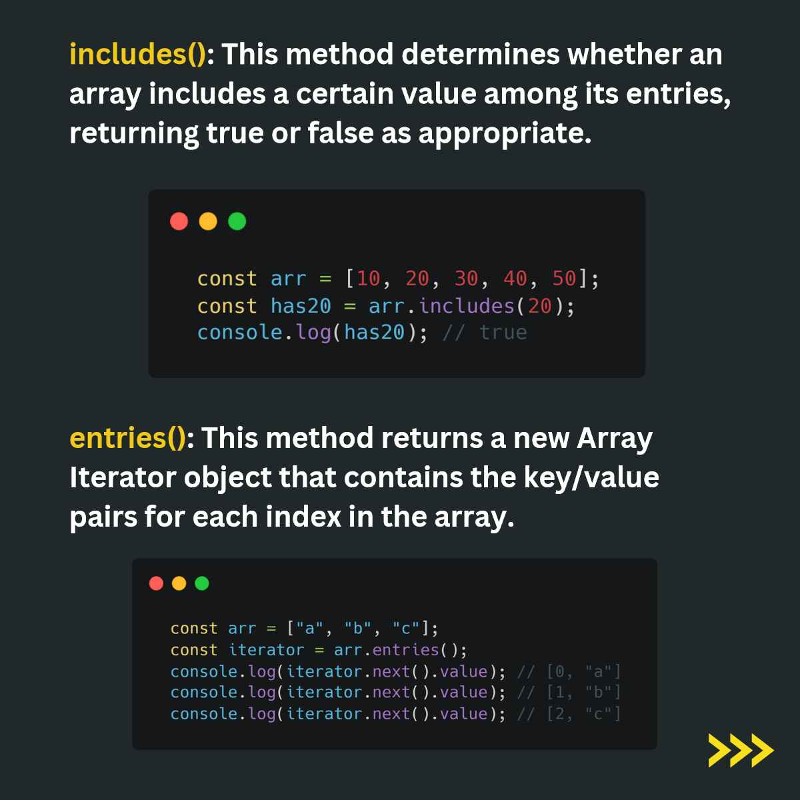 includes(): This method determines whether an
array includes a certain value among its entries,
returning true or false as appropriate.
const arr = [10, 20, 30, 40, 50];
const has20 = arr.includes(20);
console.log(has20); // true
entries(): This method returns a new Array
Iterator object that contains the key/value
pairs for each index in the array.
const arr = ["a", "b", "c"];
const iterator = arr.entries();
console.log(iterator.next().value); // [0, "a"]
console.log(iterator.next().value); // [1, "b"]
console.log(iterator.next().value); // [2, "c"]